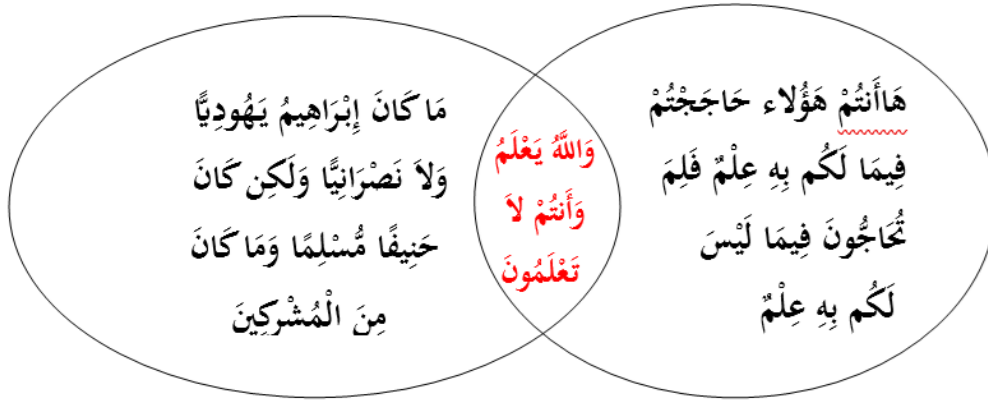 هَاأَنتُمْ هَؤُلاء حَاجَجْتُمْ
فِيمَا لَكُم بِهِ عِلْمٌ فَلِمَ
تُحَاجُّونَ فِيمَا لَيْسَ
لَكُم بِهِ عِلْمٌ
وَاللَّهُ يَعْلَمُ
وَأَنتُمْ لاَ
تَعْلَمُونَ
مَا كَانَ إِبْرَاهِيمُ يَهُودِيًّا
وَلاَ نَصْرَانِيًّا وَلَكِن كَانَ
حَنِيفًا مُّسْلِمًا وَمَا كَانَ
مِنَ الْمُشْرِكِينَ